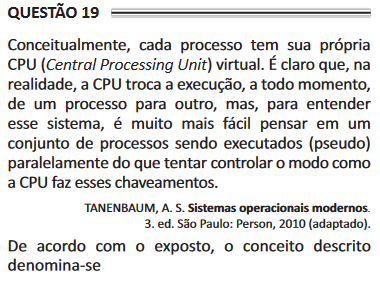 QUESTÃO 19
Conceitualmente, cada processo tem sua própria
CPU (Central Processing Unit) virtual. É claro que, na
realidade, a CPU troca a execução, a todo momento,
de um processo para outro, mas, para entender
esse sistema, é muito mais fácil pensar em um
conjunto de processos sendo executados (pseudo)
paralelamente do que tentar controlar o modo como
a CPU faz esses chaveamentos.
TANENBAUM, A. S. Sistemas operacionais modernos.
3. ed. São Paulo: Person, 2010 (adaptado).
De acordo com o exposto, o conceito descrito
denomina-se